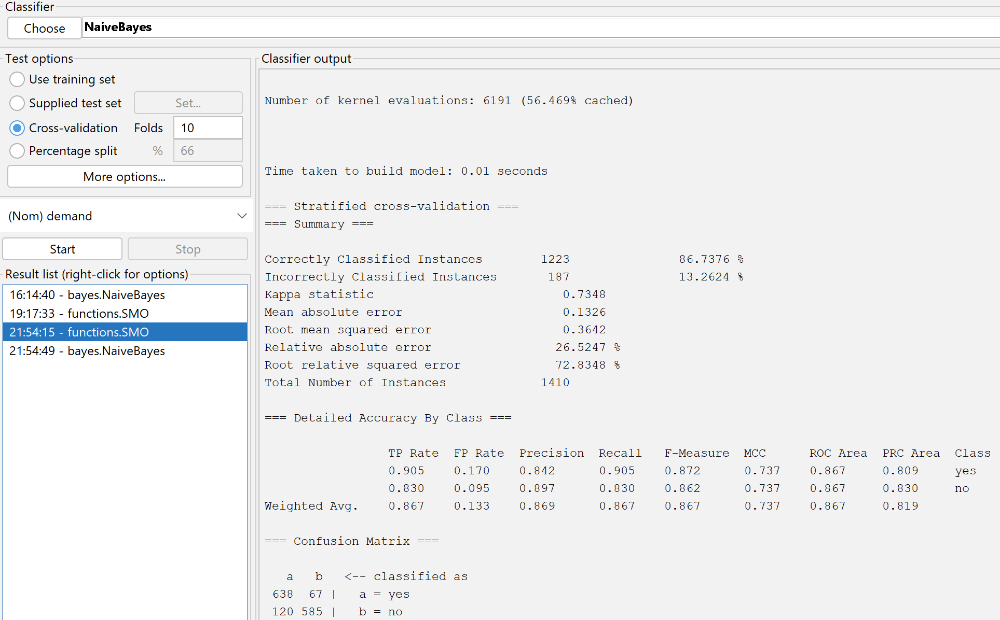 Classifier
Choose NaiveBayes
Test options
Use training set
Supplied test set Set...
Cross-validation Folds 10
Percentage split % 66
More options...
(Nom) demand
Start Stop
Result list (right-click for options)
16:14:40 - bayes.NaiveBayes
19:17:33 - functions.SMO
21:54:15 - functions.SMO
21:54:49 - bayes.NaiveBayes
Classifier output
Number of kernel evaluations: 6191 (56.469% cached)
Time taken to build model: 0.01 seconds
=== Stratified cross-validation ===
=== Summary ===
Correctly Classified Instances 1223 86.7376 %
Incorrectly Classified Instances 187 13.2624 %
Kappa statistic 0.7348
Mean absolute error 0.1326
Root mean squared error 0.3642
Relative absolute error 26.5247 %
Root relative squared error 72.8348 %
Total Number of Instances 1410
=== Detailed Accuracy By Class ===
TP Rate FP Rate Precision Recall F-Measure MCC ROC Area PRC Area Class
0.905 0.170 0.842 0.905 0.872 0.737 0.867 0.809 yes
0.830 0.095 0.897 0.830 0.862 0.737 0.867 0.830 no
Weighted Avg. 0.867 0.133 0.869 0.867 0.867 0.737 0.867 0.819
=== Confusion Matrix ===
a b <-- classified as
638 67 | a = yes
120 585 | b = no